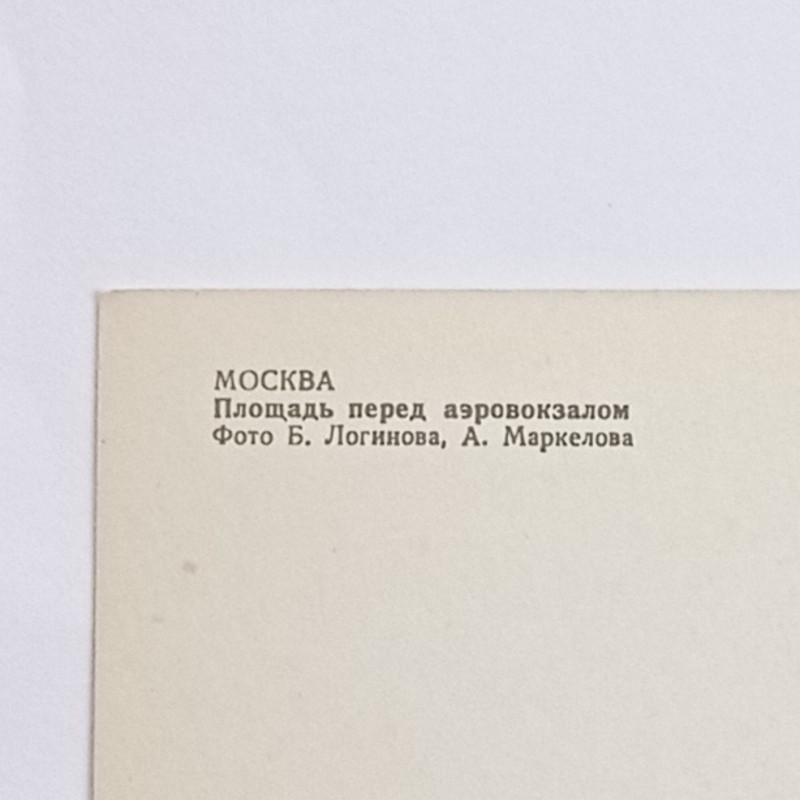 МОСКВА
Площадь перед аэровокзалом
Фото Б. Логинова, А. Маркелова